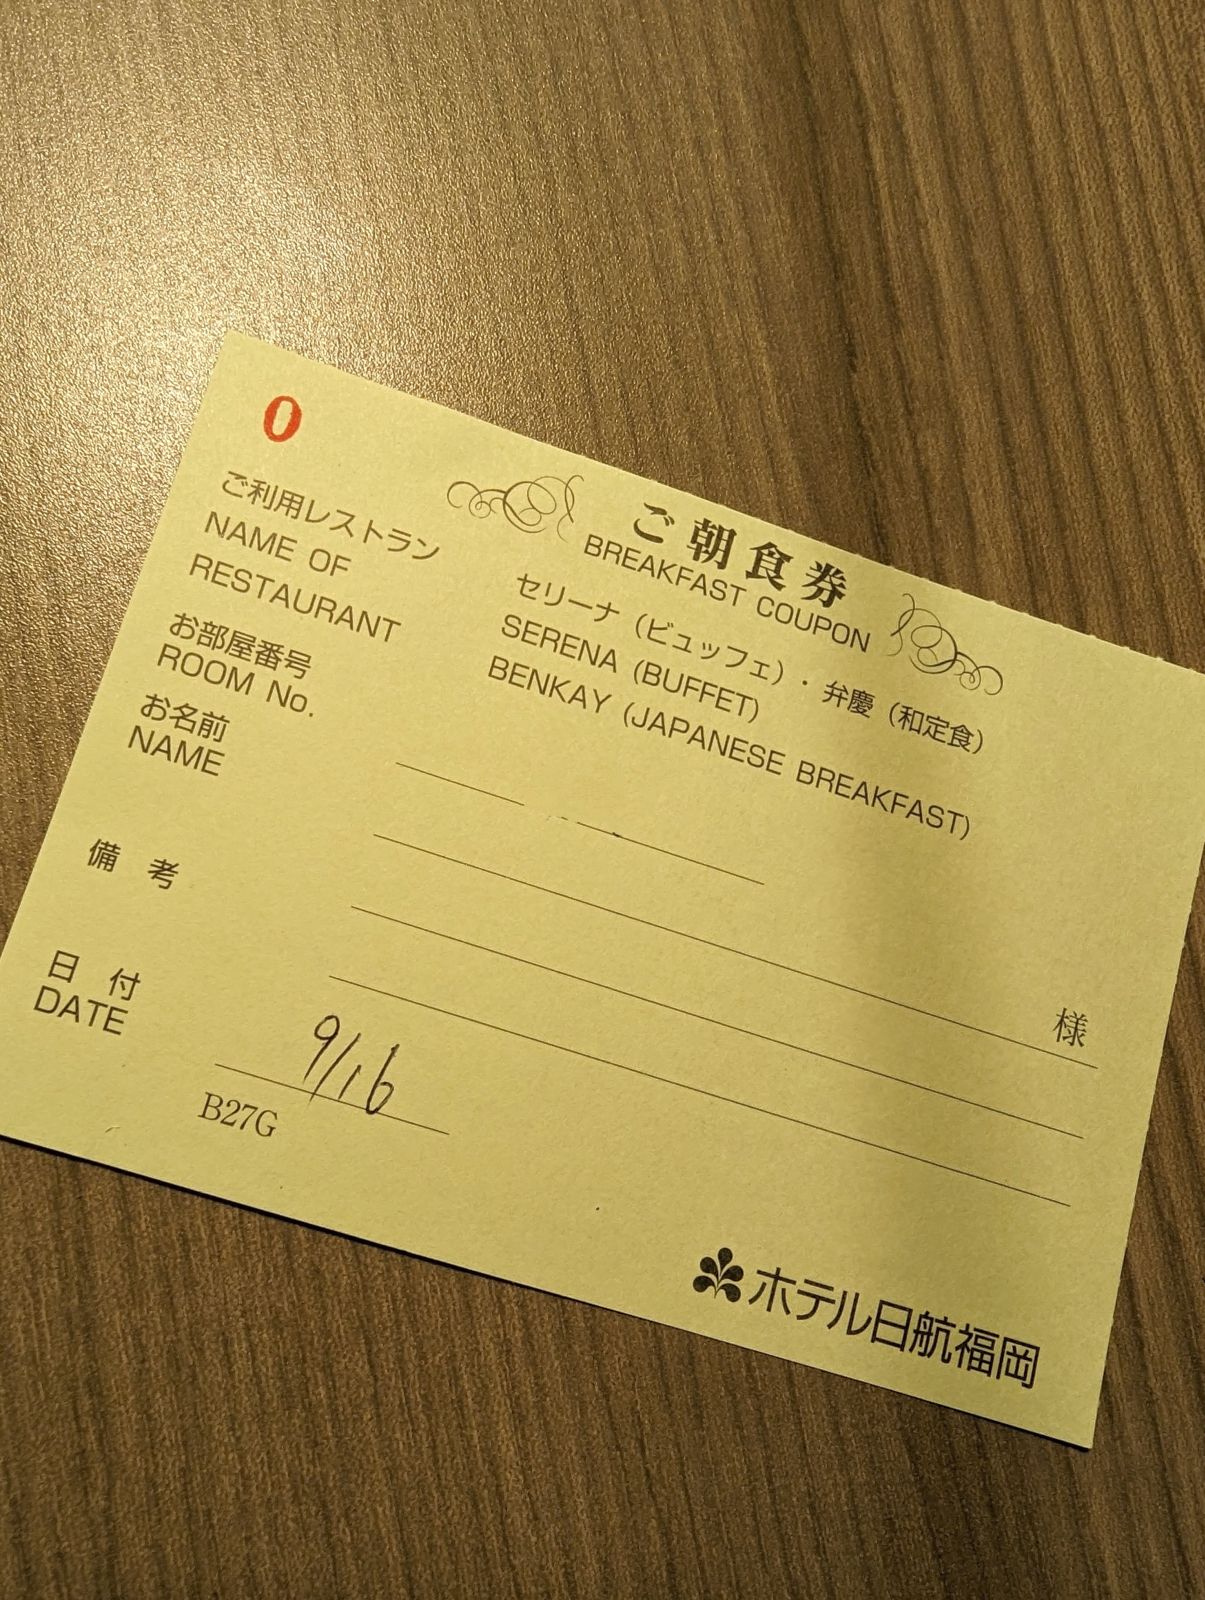 0
ご朝食券
BREAKFAST COUPON
ご利用レストラン
NAME OF
RESTAURANT
セリーナ（ビュッフェ）・弁慶（和定食）
SERENA (BUFFET)
BENKAY (JAPANESE BREAKFAST)
お部屋番号
ROOM No.
お名前
NAME
様
備 考
日 付
DATE
9/16
B27G
ホテル日航福岡